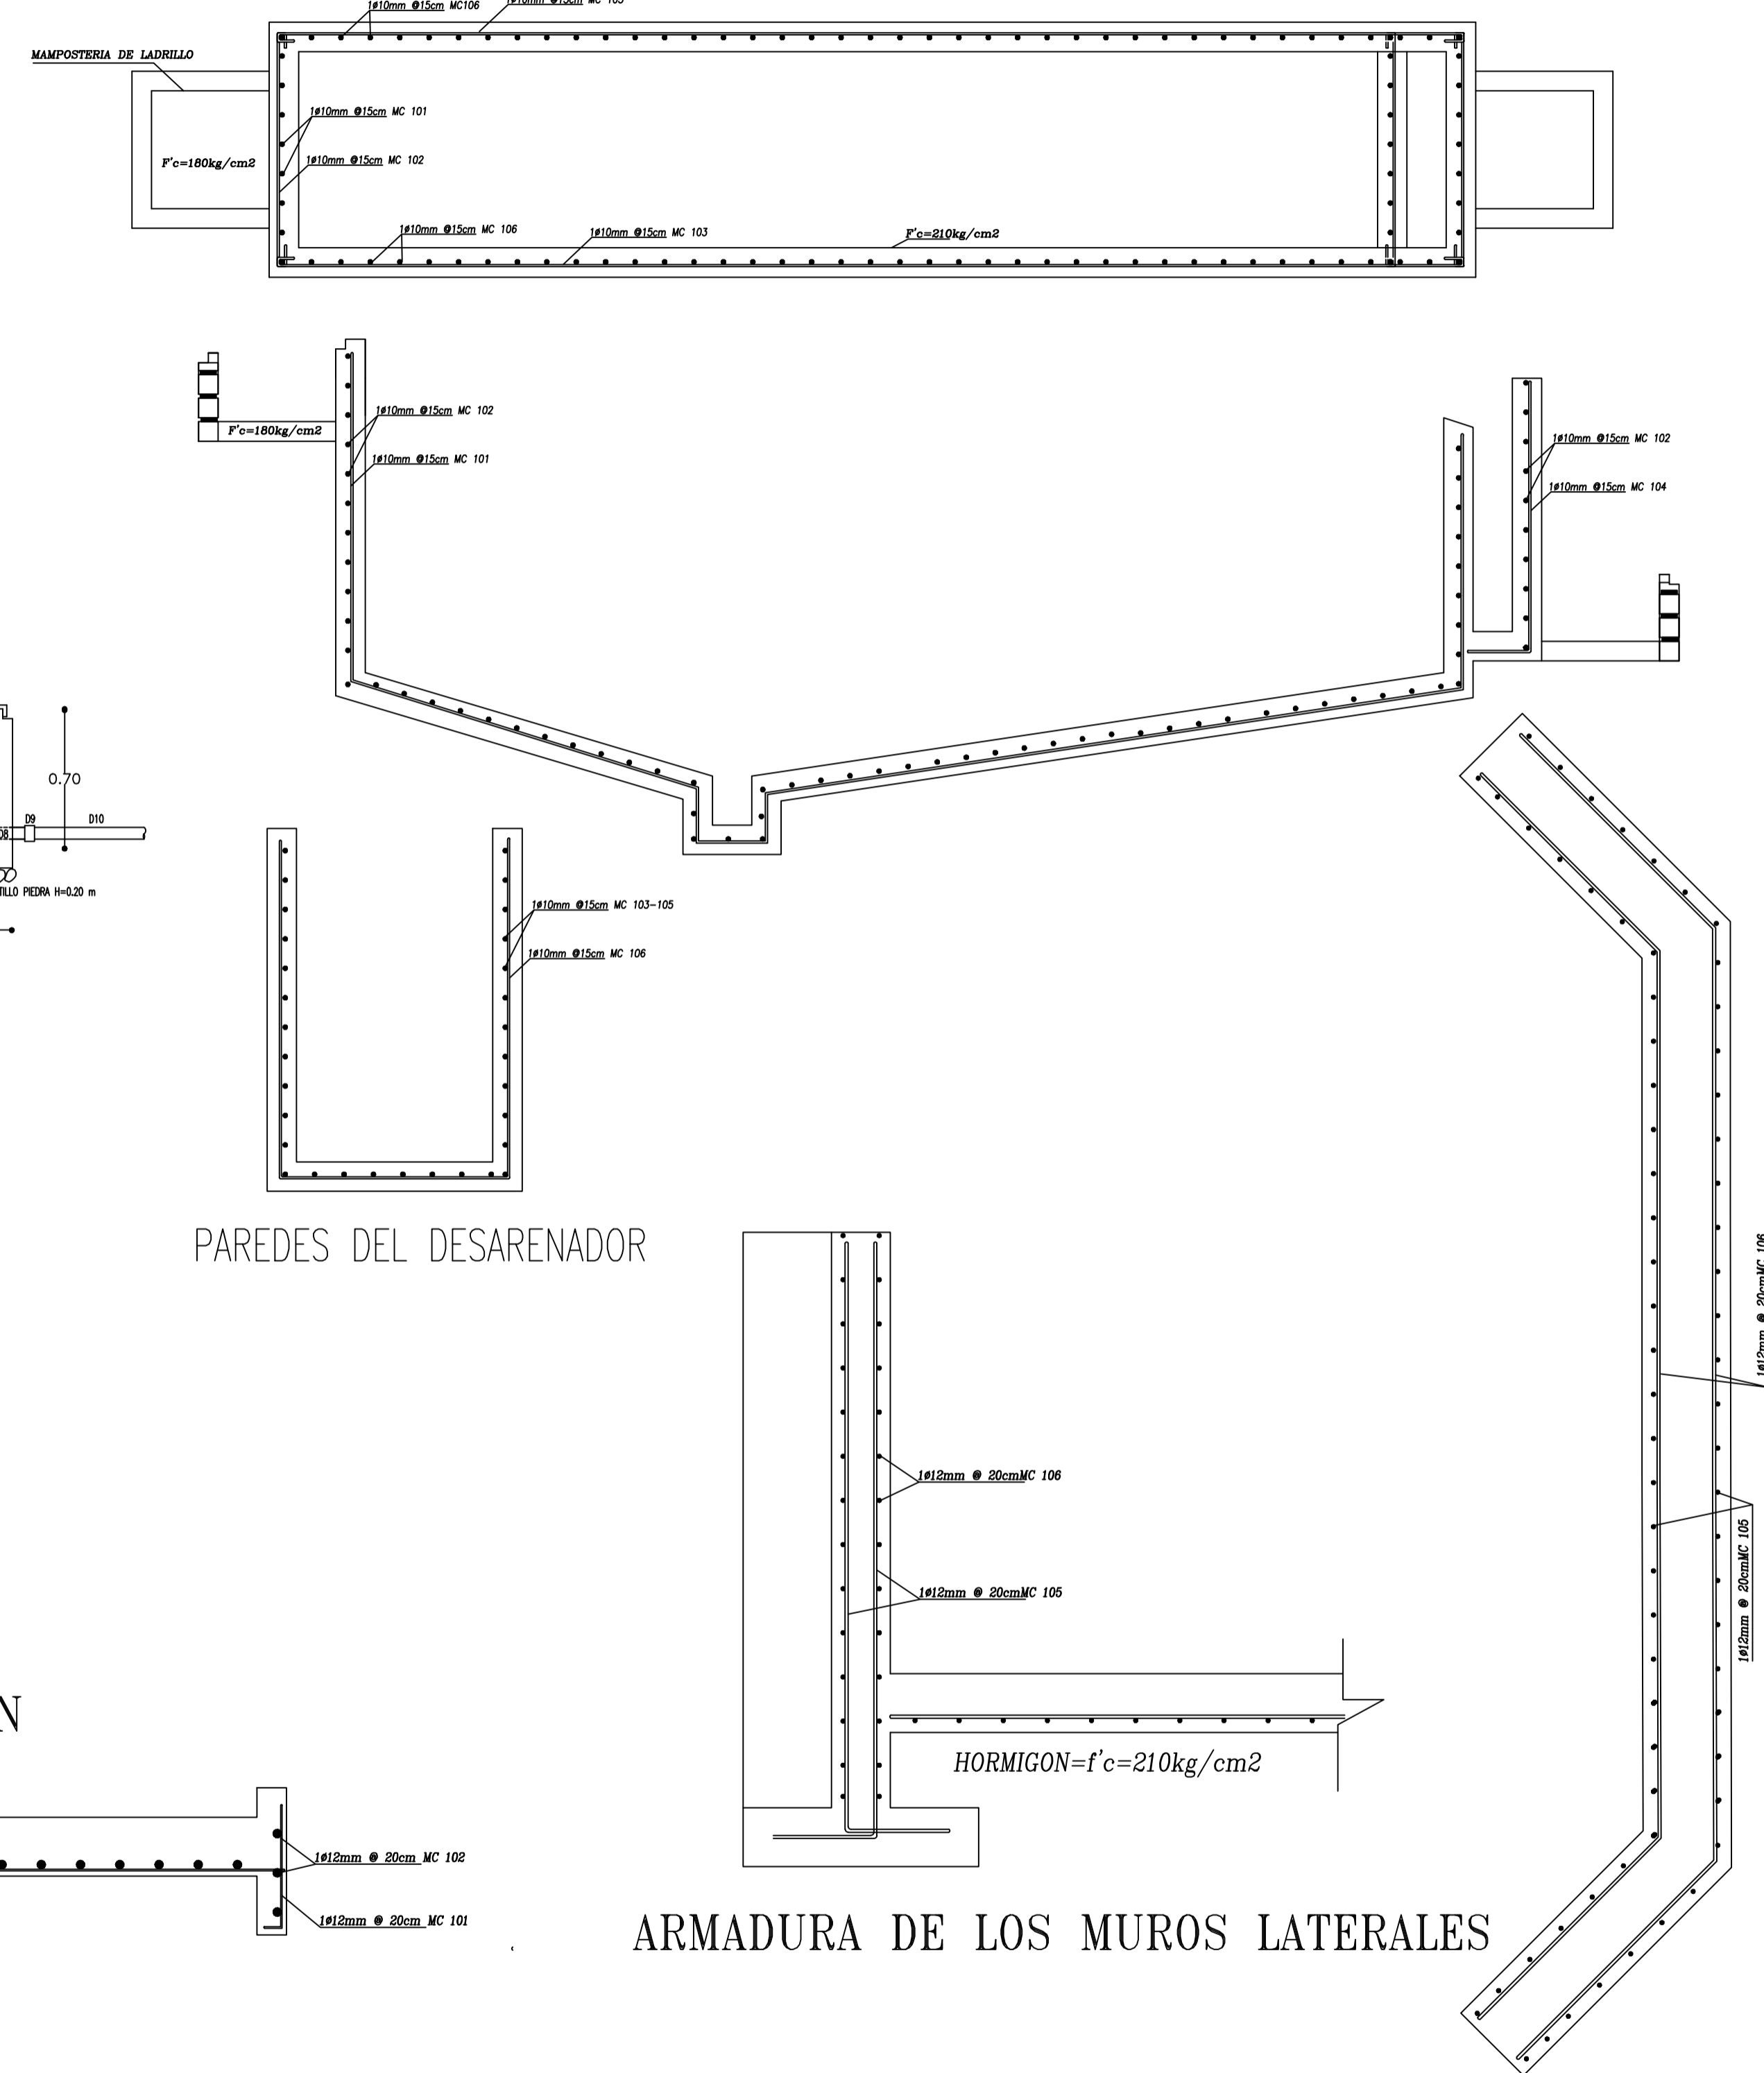 1ø10mm @15cm MC106
MAMPOSTERIA DE LADRILLO
1ø10mm @15cm MC 101
F'c=180kg/cm2
1ø10mm @15cm MC 102
1ø10mm @15cm MC 106
1ø10mm @15cm MC 103
F'c=210kg/cm2
1ø10mm @15cm MC 102
F'c=180kg/cm2
1ø10mm @15cm MC 101
1ø10mm @15cm MC 102
1ø10mm @15cm MC 104
0.70
D9
D10
PIEDRA H=0.20 m
1ø10mm @15cm MC 103-105
1ø10mm @15cm MC 106
PAREDES DEL DESARENADOR
1ø12mm @ 20cmMC 106
1ø12mm @ 20cmMC 106
1ø12mm @ 20cmMC 105
1ø12mm @ 20cmMC 105
N
HORMIGON=f'c=210kg/cm2
1ø12mm @ 20cm MC 102
1ø12mm @ 20cm MC 101
ARMADURA DE LOS MUROS LATERALES